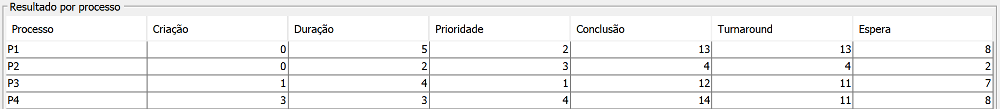 Resultado por processo
Processo Criação Duração Prioridade Conclusão Turnaround Espera
P1 0 5 2 13 13 8
P2 0 2 3 4 4 2
P3 1 4 1 12 11 7
P4 3 3 4 14 11 8